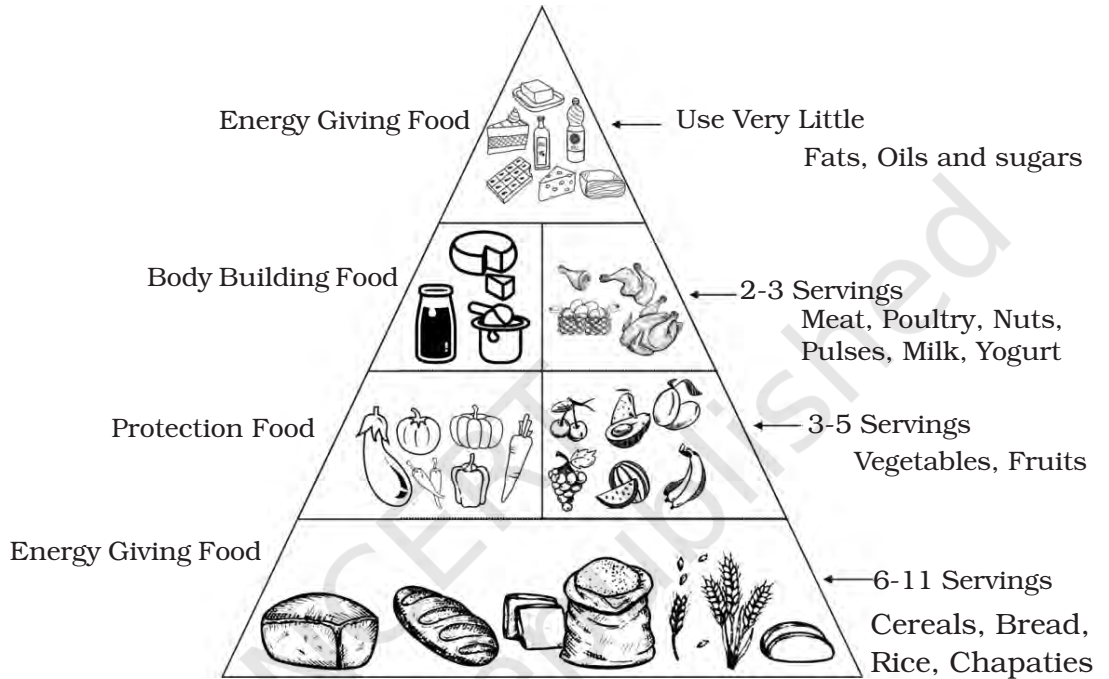 Energy Giving Food
Use Very Little
Fats, Oils and sugars
Body Building Food
2-3 Servings
Meat, Poultry, Nuts,
Pulses, Milk, Yogurt
Protection Food
3-5 Servings
Vegetables, Fruits
Energy Giving Food
6-11 Servings
Cereals, Bread,
Rice, Chapaties